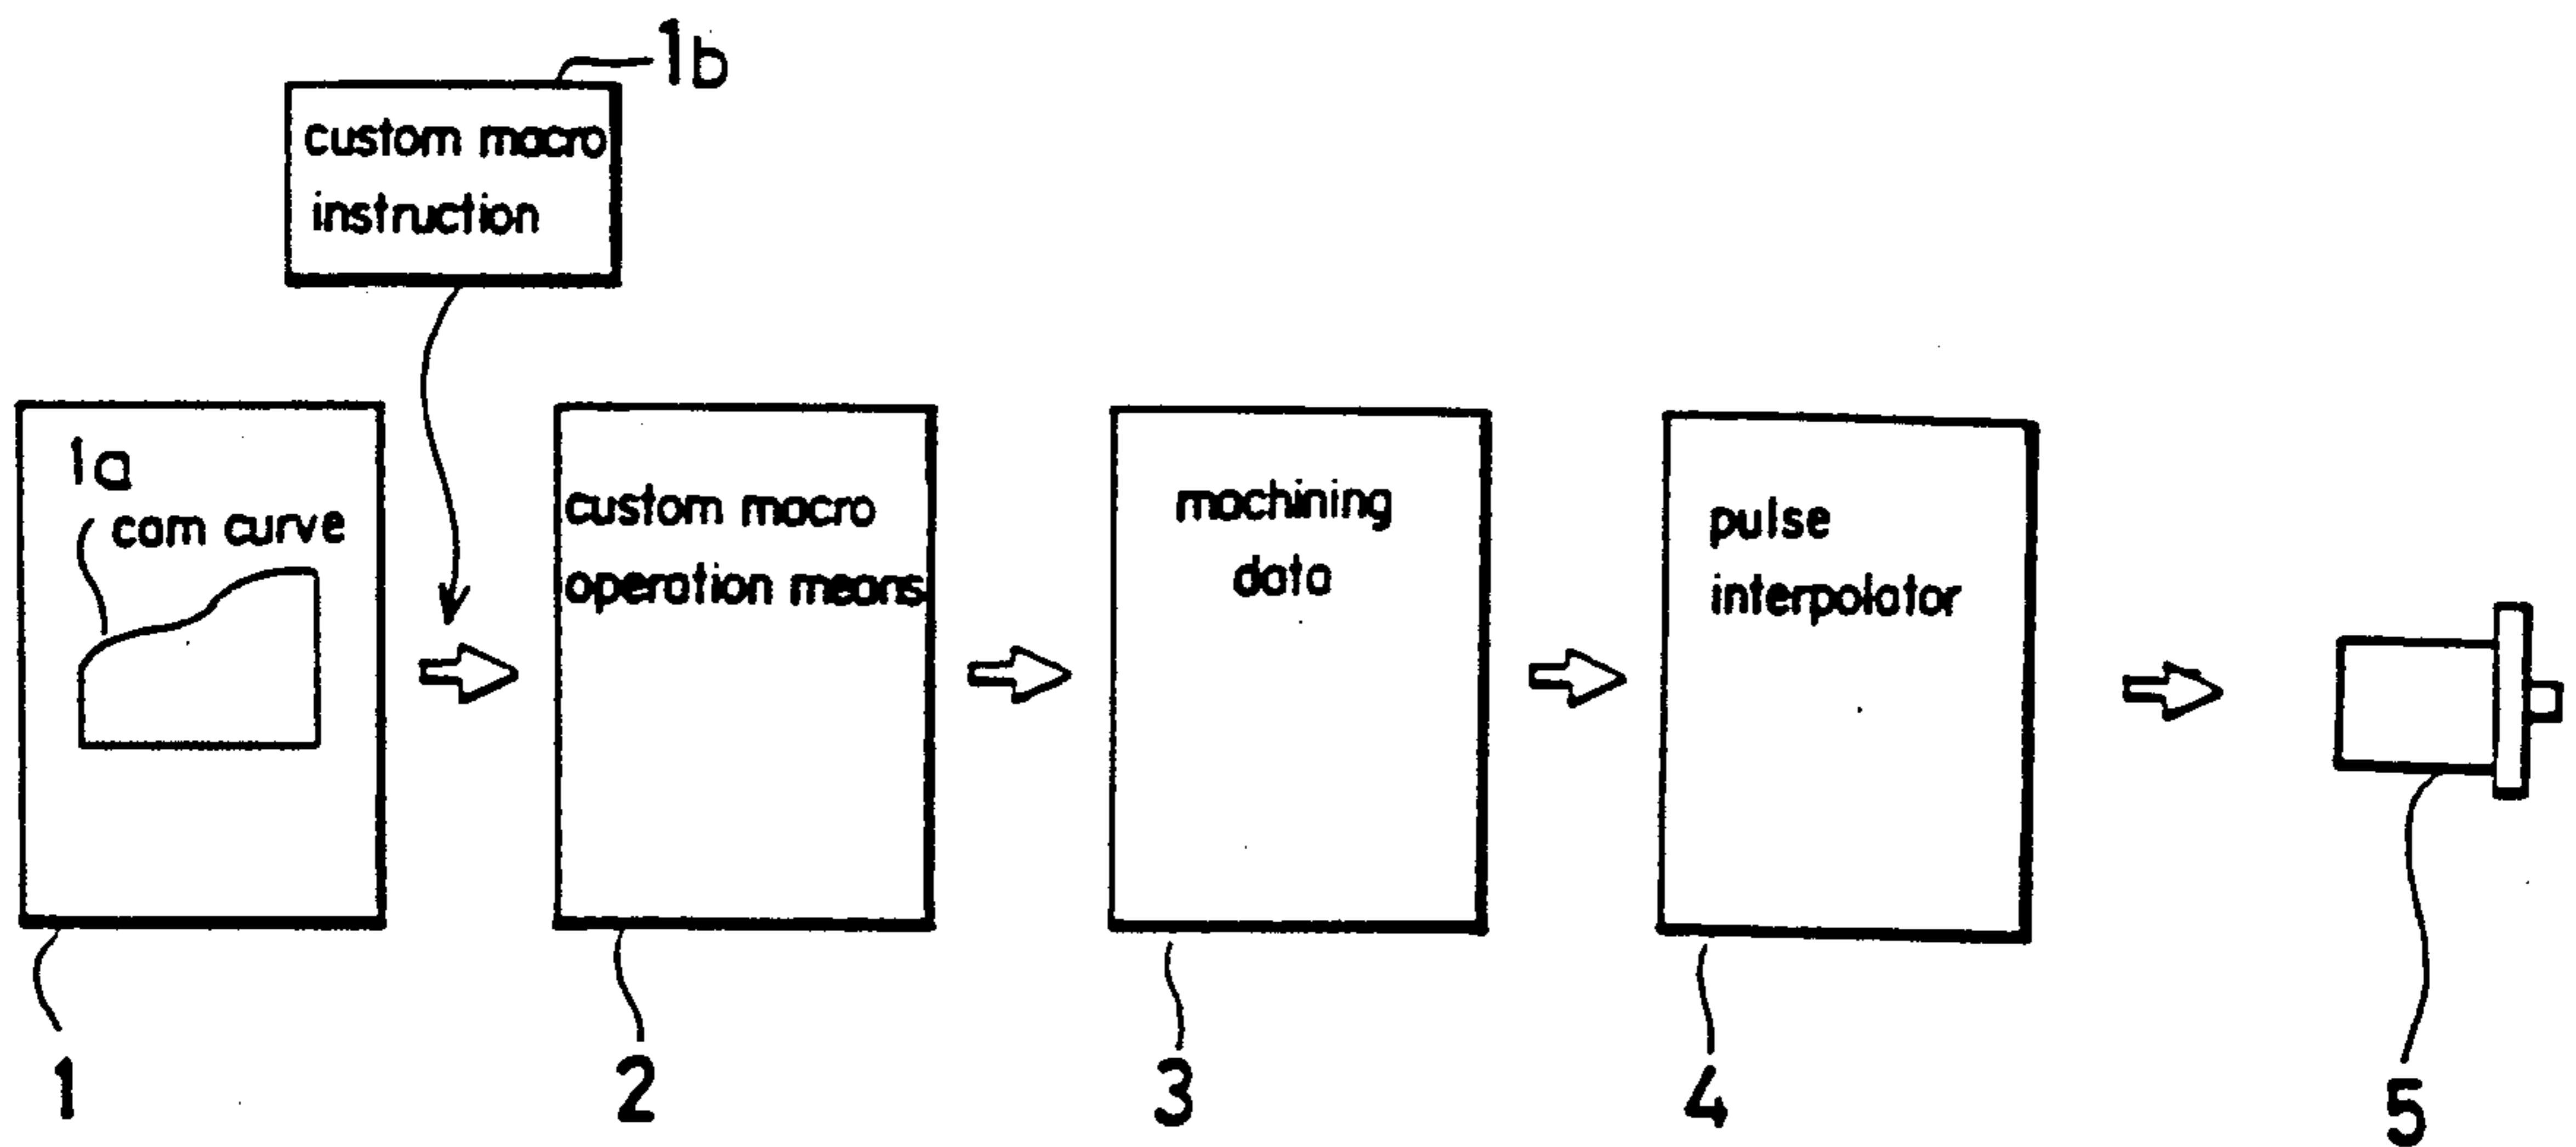 1b
custom macro
instruction
1a
cam curve
custom macro
operation means
machining
data
pulse
interpolator
1
2
3
4
5